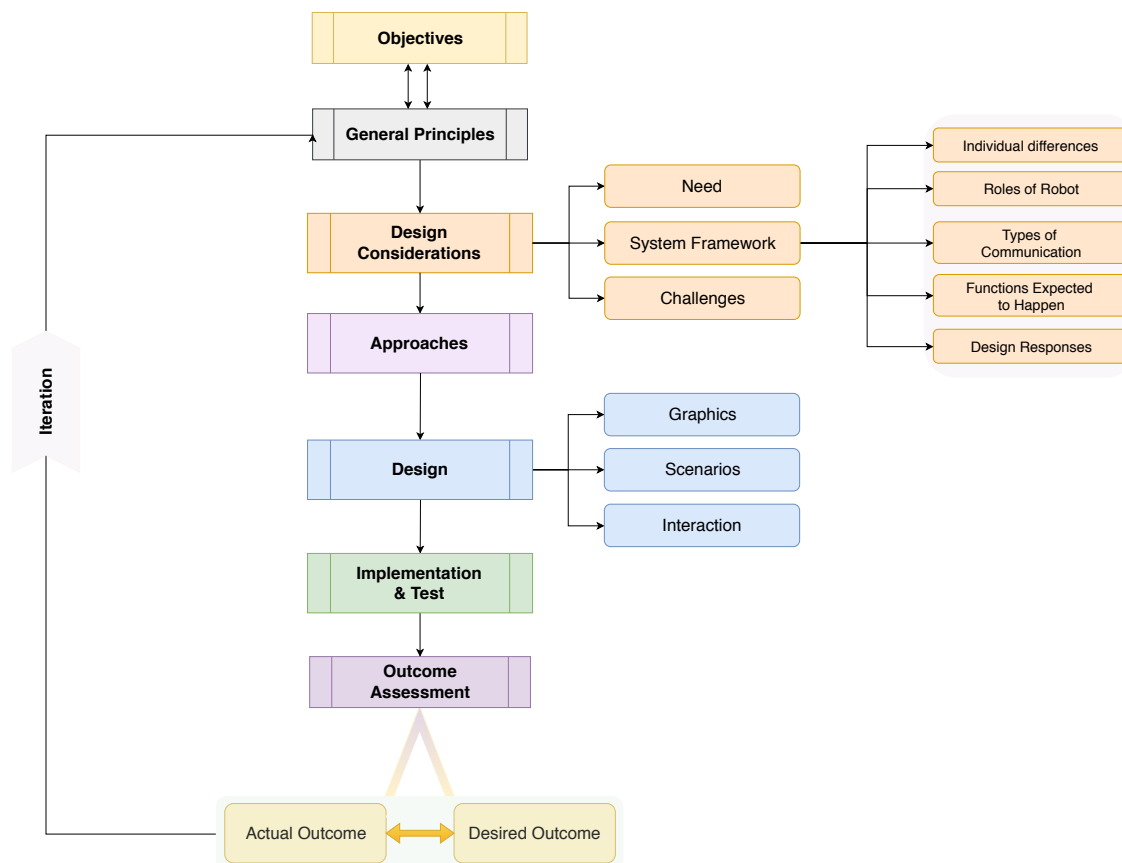 Objectives
General Principles
Design
Considerations
Need
System Framework
Challenges
Individual differences
Roles of Robot
Types of
Communication
Functions Expected
to Happen
Design Responses
Approaches
Iteration
Design
Graphics
Scenarios
Interaction
Implementation
& Test
Outcome
Assessment
Actual Outcome
Desired Outcome